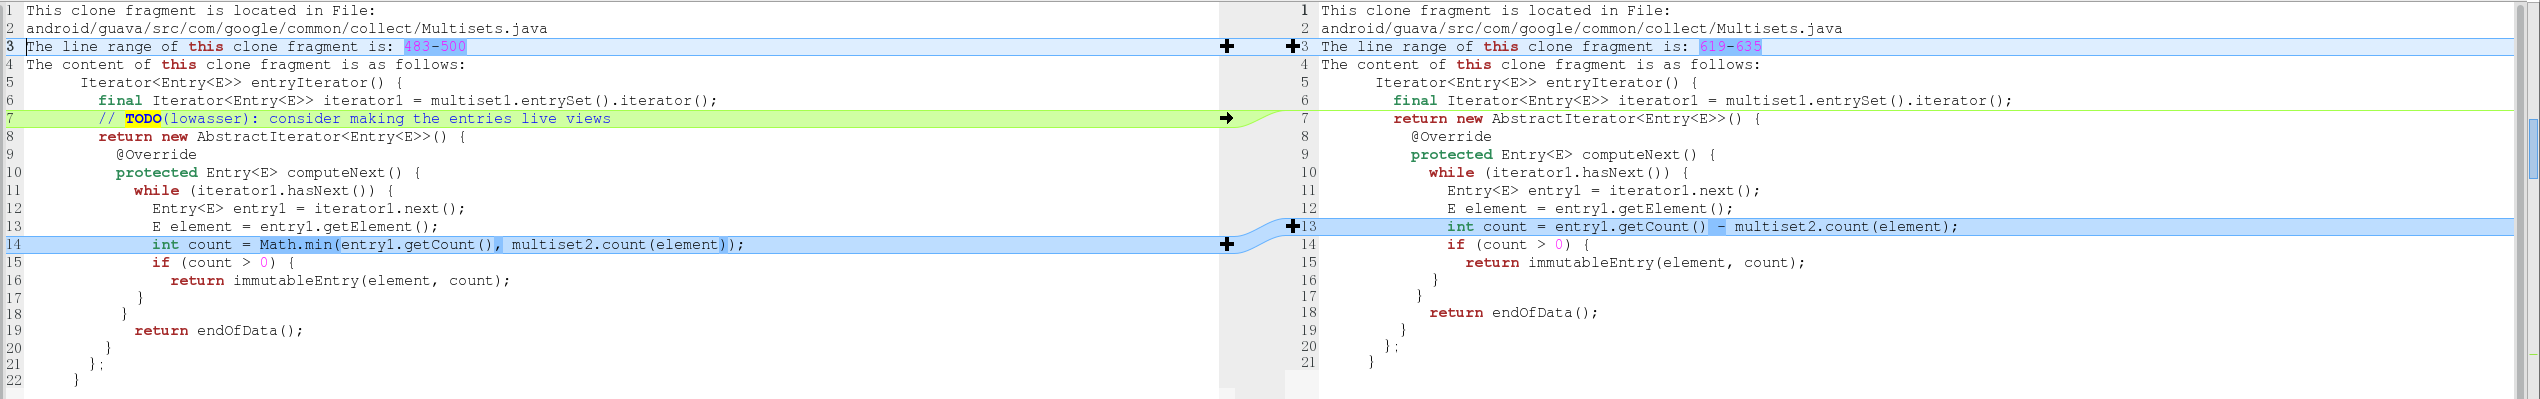 1 This clone fragment is located in File:
2 android/guava/src/com/google/common/collect/Multisets.java
3 The line range of this clone fragment is: 483-500
4 The content of this clone fragment is as follows:
5 Iterator<Entry<E>> entryIterator() {
6 final Iterator<Entry<E>> iterator1 = multiset1.entrySet().iterator();
7 // TODO(lowasser): consider making the entries live views
8 return new AbstractIterator<Entry<E>>() {
9 @Override
10 protected Entry<E> computeNext() {
11 while (iterator1.hasNext()) {
12 Entry<E> entry1 = iterator1.next();
13 E element = entry1.getElement();
14 int count = Math.min(entry1.getCount(), multiset2.count(element));
15 if (count > 0) {
16 return immutableEntry(element, count);
17 }
18 }
19 return endOfData();
20 }
21 };
22 }
1 This clone fragment is located in File:
2 android/guava/src/com/google/common/collect/Multisets.java
3 The line range of this clone fragment is: 619-635
4 The content of this clone fragment is as follows:
5 Iterator<Entry<E>> entryIterator() {
6 final Iterator<Entry<E>> iterator1 = multiset1.entrySet().iterator();
7 return new AbstractIterator<Entry<E>>() {
8 @Override
9 protected Entry<E> computeNext() {
10 while (iterator1.hasNext()) {
11 Entry<E> entry1 = iterator1.next();
12 E element = entry1.getElement();
13 int count = entry1.getCount() - multiset2.count(element);
14 if (count > 0) {
15 return immutableEntry(element, count);
16 }
17 }
18 return endOfData();
19 }
20 };
21 }